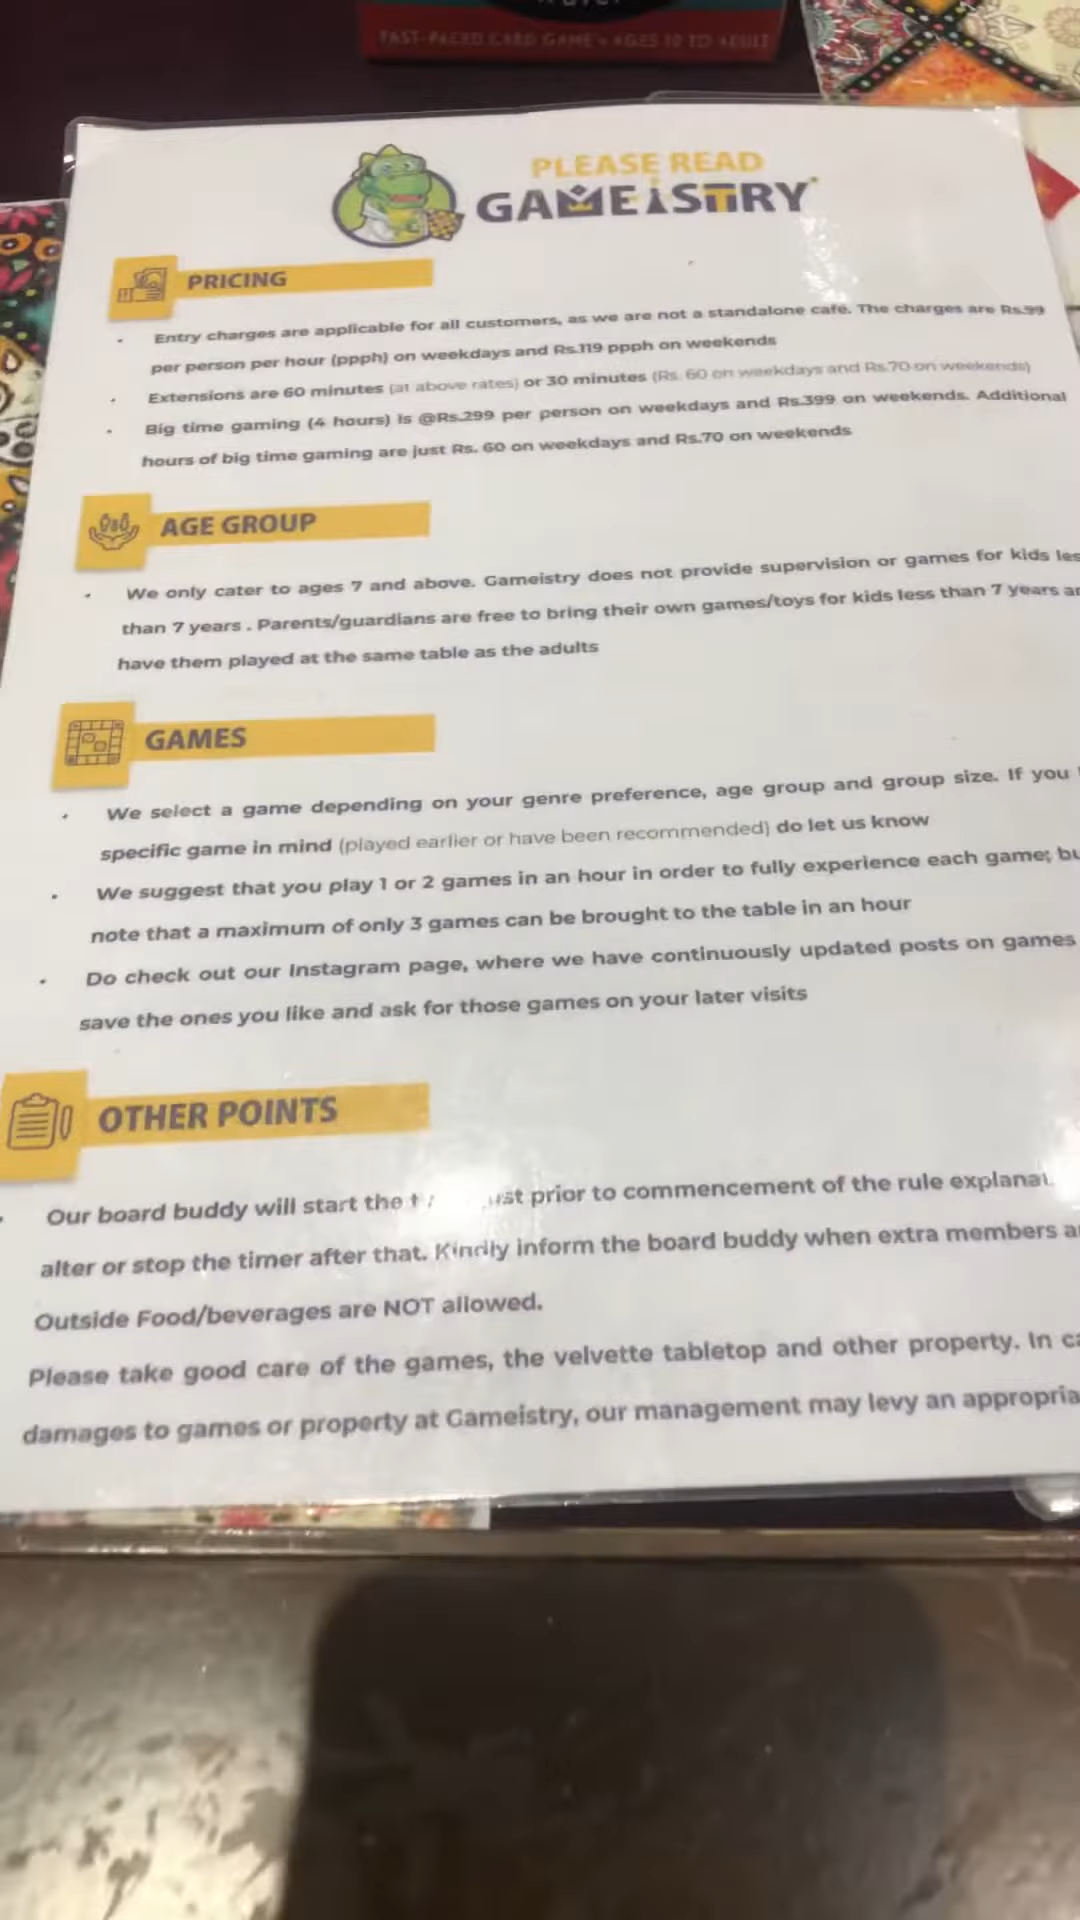 FAST-PACED CARD GAME • AGES 10 TO ADULT
PLEASE READ
GAMEISTRY
PRICING
Entry charges are applicable for all customers, as we are not a standalone café. The charges are Rs.99
per person per hour (ppph) on weekdays and Rs.119 ppph on weekends
Extensions are 60 minutes (at above rates) or 30 minutes (Rs. 60 on weekdays and Rs.70 on weekends)
Big time gaming (4 hours) is @Rs.299 per person on weekdays and Rs.399 on weekends. Additional
hours of big time gaming are just Rs. 60 on weekdays and Rs.70 on weekends
AGE GROUP
We only cater to ages 7 and above. Gameistry does not provide supervision or games for kids les
than 7 years . Parents/guardians are free to bring their own games/toys for kids less than 7 years a
have them played at the same table as the adults
GAMES
We select a game depending on your genre preference, age group and group size. If you
specific game in mind (played earlier or have been recommended) do let us know
We suggest that you play 1 or 2 games in an hour in order to fully experience each game; bu
note that a maximum of only 3 games can be brought to the table in an hour
Do check out our Instagram page, where we have continuously updated posts on games
save the ones you like and ask for those games on your later visits
OTHER POINTS
Our board buddy will start the prior to commencement of the rule explana
alter or stop the timer after that. Kindly inform the board buddy when extra members a
Outside Food/beverages are NOT allowed.
Please take good care of the games, the velvette tabletop and other property. In ca
damages to games or property at Gameistry, our management may levy an appropria